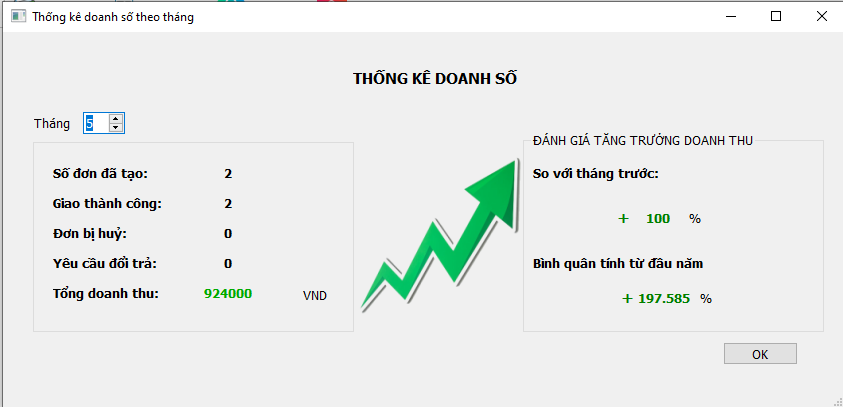 Thống kê doanh số theo tháng
THỐNG KÊ DOANH SỐ
Tháng 5
Số đơn đã tạo: 2
Giao thành công: 2
Đơn bị huỷ: 0
Yêu cầu đổi trả: 0
Tổng doanh thu: 924000 VND
ĐÁNH GIÁ TĂNG TRƯỞNG DOANH THU
So với tháng trước:
+ 100 %
Bình quân tính từ đầu năm
+ 197.585 %
OK